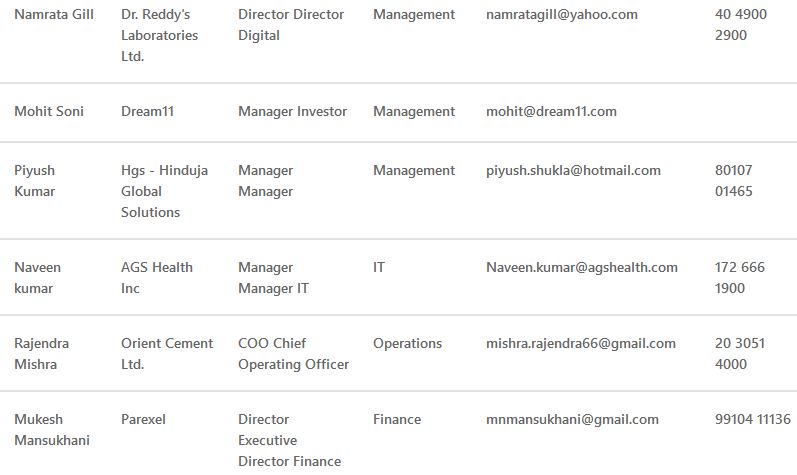 Namrata Gill Dr. Reddy's Director Director Management namratagill@yahoo.com 40 4900
Laboratories Digital 2900
Ltd.
Mohit Soni Dream11 Manager Investor Management mohit@dream11.com
Piyush Hgs - Hinduja Manager Management piyush.shukla@hotmail.com 80107
Kumar Global Manager 01465
Solutions
Naveen AGS Health Manager IT Naveen.kumar@agshealth.com 172 666
kumar Inc Manager IT 1900
Rajendra Orient Cement COO Chief Operations mishra.rajendra66@gmail.com 20 3051
Mishra Ltd. Operating Officer 4000
Mukesh Parexel Director Finance mnmansukhani@gmail.com 99104 11136
Mansukhani Executive
Director Finance